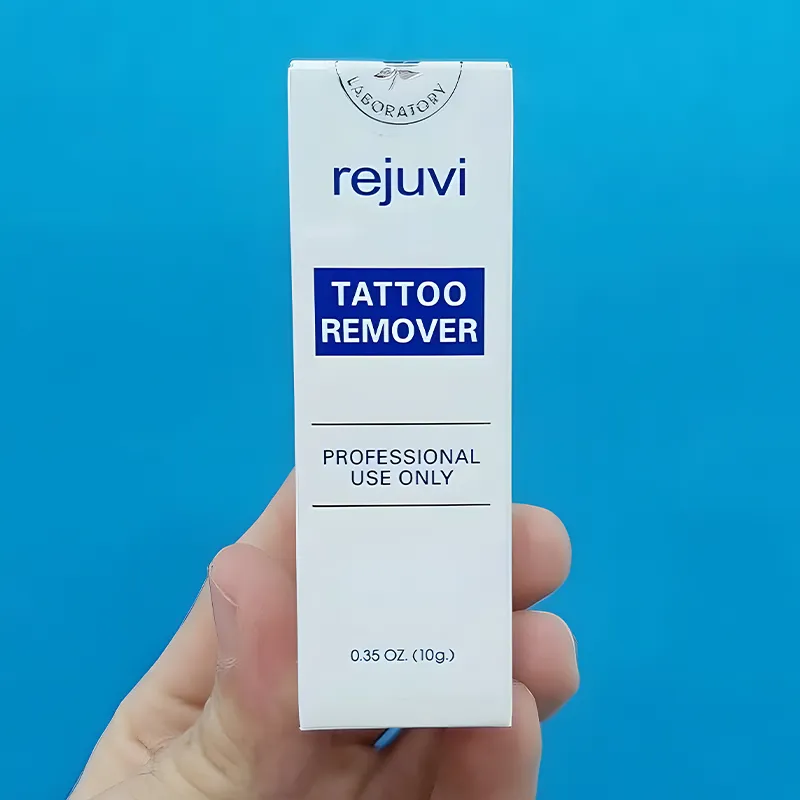 LABORATORY
rejuvi
TATTOO
REMOVER
PROFESSIONAL
USE ONLY
0.35 OZ. (10g.)